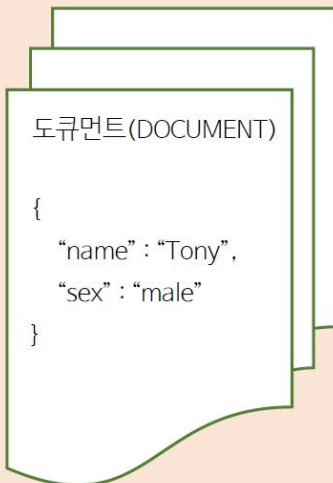 도큐먼트(DOCUMENT)
{
“name” : “Tony”,
“sex” : “male”
}